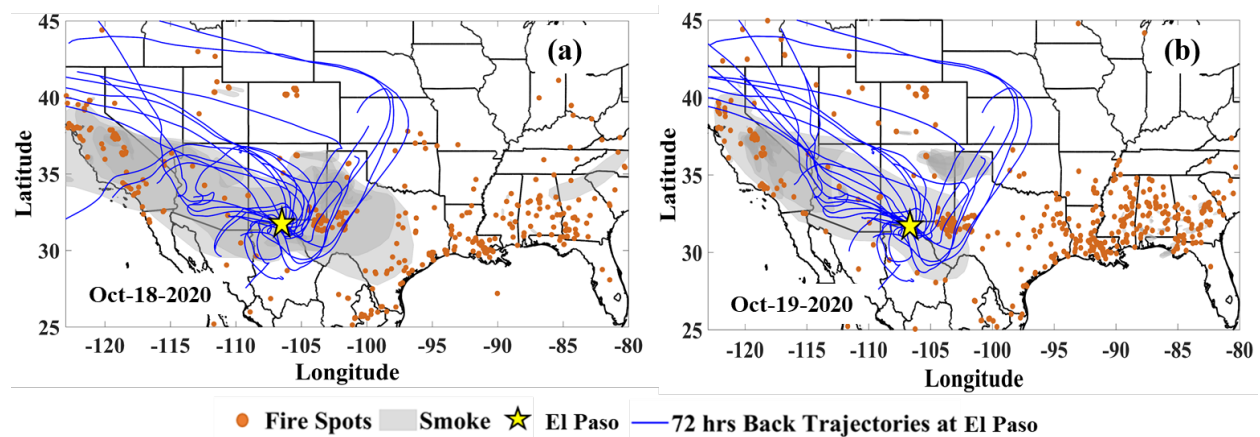 45
40
35
30
25
Latitude
(a)
Oct-18-2020
-120 -115 -110 -105 -100 -95 -90 -85 -80
Longitude
45
40
35
30
25
Latitude
(b)
Oct-19-2020
-120 -115 -110 -105 -100 -95 -90 -85 -80
Longitude
Fire Spots Smoke El Paso 72 hrs Back Trajectories at El Paso